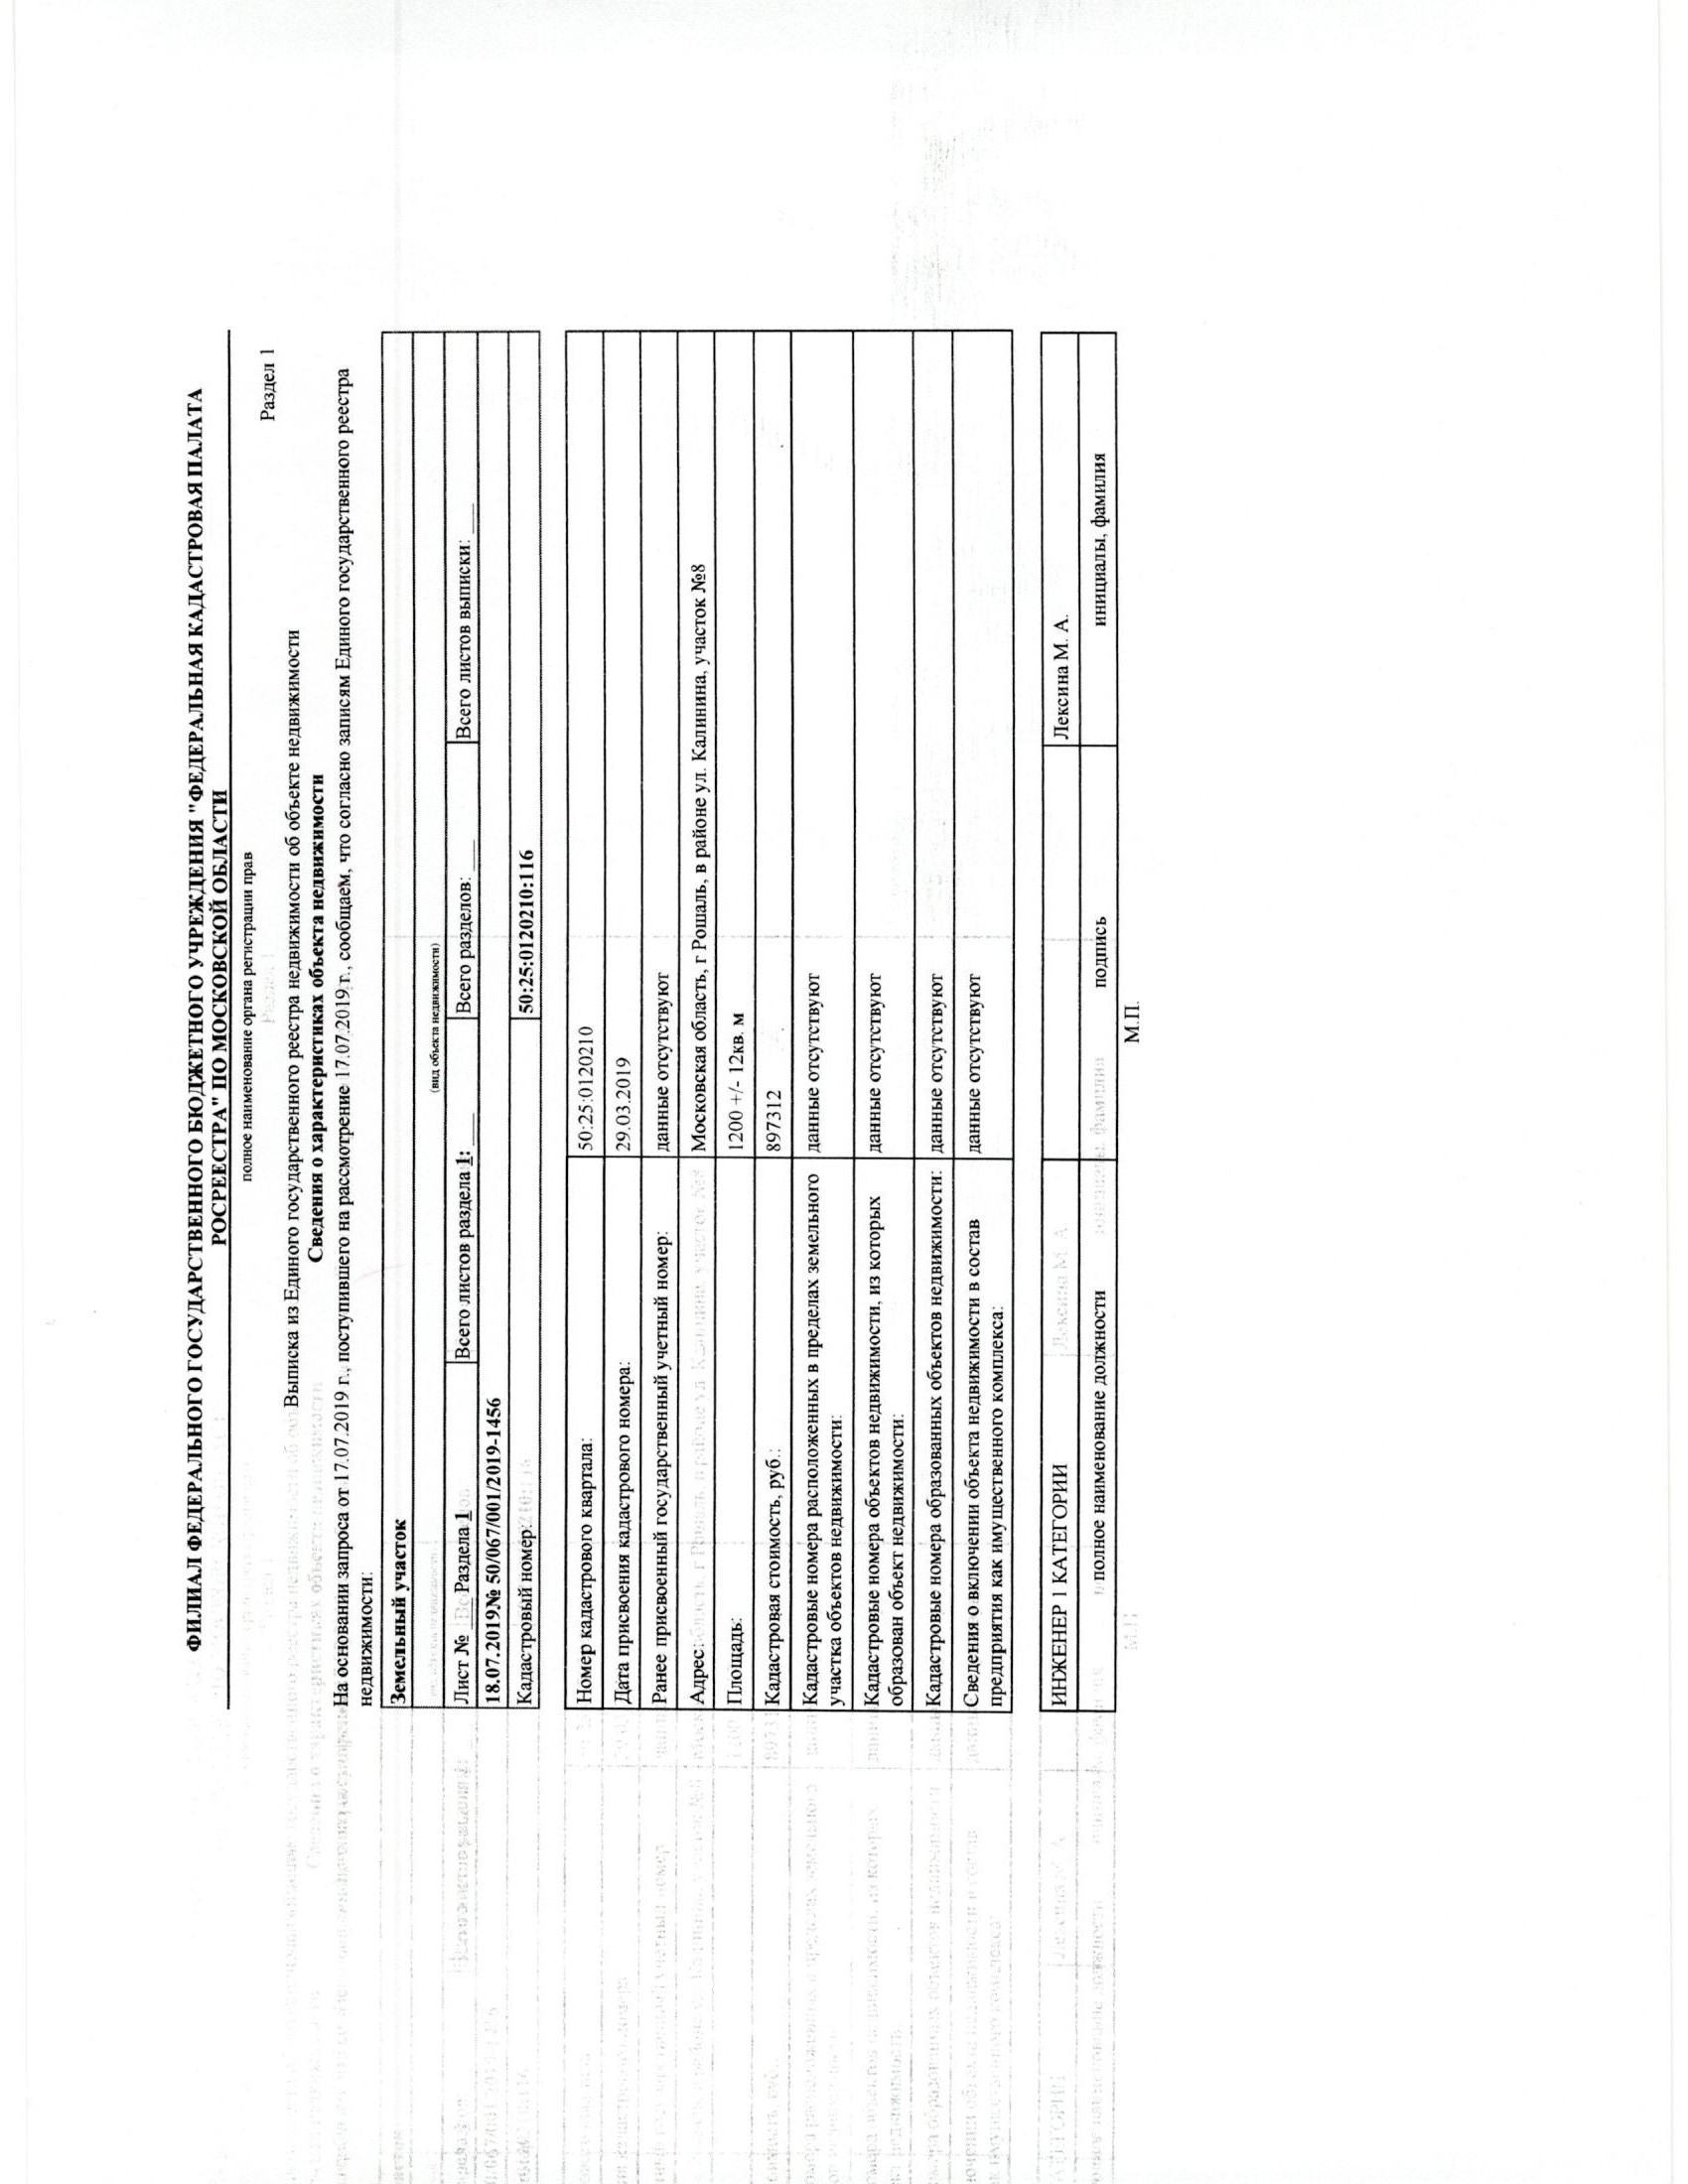 ФИЛИАЛ ФЕДЕРАЛЬНОГО ГОСУДАРСТВЕННОГО БЮДЖЕТНОГО УЧРЕЖДЕНИЯ "ФЕДЕРАЛЬНАЯ КАДАСТРОВАЯ ПАЛАТА
РОСРЕЕСТРА" ПО МОСКОВСКОЙ ОБЛАСТИ
полное наименование органа регистрации прав
Раздел 1
Выписка из Единого государственного реестра недвижимости об объекте недвижимости
Сведения о характеристиках объекта недвижимости
На основании запроса от 17.07.2019 г., поступившего на рассмотрение 17.07.2019 г., сообщаем, что согласно записям Единого государственного реестра
недвижимости:
Земельный участок
(вид объекта недвижимости)
Лист № ___ Раздела 1 Всего листов раздела 1: ___ Всего разделов: ___ Всего листов выписки: ___
18.07.2019№ 50/067/001/2019-1456
Кадастровый номер: 50:25:0120210:116
Номер кадастрового квартала: 50:25:0120210
Дата присвоения кадастрового номера: 29.03.2019
Ранее присвоенный государственный учетный номер: данные отсутствуют
Адрес: Московская область, г Рошаль, в районе ул. Калинина, участок №8
Площадь: 1200 +/- 12кв. м
Кадастровая стоимость, руб.: 897312
Кадастровые номера расположенных в пределах земельного данные отсутствуют
участка объектов недвижимости:
Кадастровые номера объектов недвижимости, из которых данные отсутствуют
образован объект недвижимости:
Кадастровые номера образованных объектов недвижимости: данные отсутствуют
Сведения о включении объекта недвижимости в состав данные отсутствуют
предприятия как имущественного комплекса:
ИНЖЕНЕР 1 КАТЕГОРИИ Лексина М. А.
полное наименование должности подпись инициалы, фамилия
М.П.